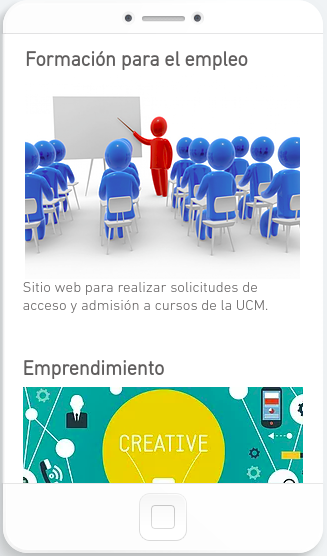 Formación para el empleo
Sitio web para realizar solicitudes de
acceso y admisión a cursos de la UCM.
Emprendimiento
CREATIVE